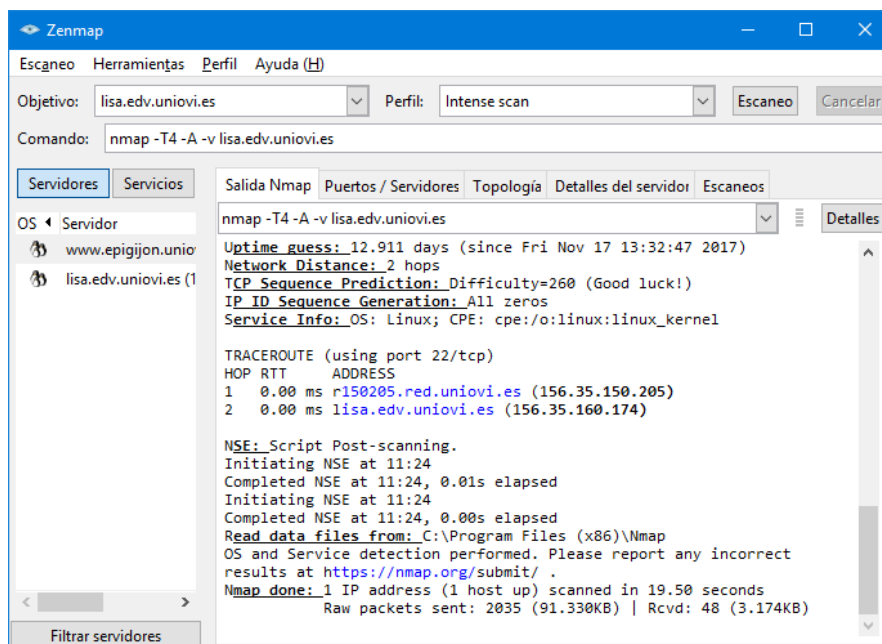 Zenmap
Escaneo Herramientas Perfil Ayuda (H)
Objetivo: lisa.edv.uniovi.es Perfil: Intense scan Escaneo Cancelar
Comando: nmap -T4 -A -v lisa.edv.uniovi.es
Servidores Servicios Salida Nmap Puertos / Servidores Topología Detalles del servidor Escaneos
OS Servidor
www.epigijon.unio
lisa.edv.uniovi.es (1
nmap -T4 -A -v lisa.edv.uniovi.es Detalles
Uptime guess: 12.911 days (since Fri Nov 17 13:32:47 2017)
Network Distance: 2 hops
TCP Sequence Prediction: Difficulty=260 (Good luck!)
IP ID Sequence Generation: All zeros
Service Info: OS: Linux; CPE: cpe:/o:linux:linux_kernel
TRACEROUTE (using port 22/tcp)
HOP RTT ADDRESS
1 0.00 ms r150205.red.uniovi.es (156.35.150.205)
2 0.00 ms lisa.edv.uniovi.es (156.35.160.174)
NSE: Script Post-scanning.
Initiating NSE at 11:24
Completed NSE at 11:24, 0.01s elapsed
Initiating NSE at 11:24
Completed NSE at 11:24, 0.00s elapsed
Read data files from: C:\Program Files (x86)\Nmap
OS and Service detection performed. Please report any incorrect
results at https://nmap.org/submit/ .
Nmap done: 1 IP address (1 host up) scanned in 19.50 seconds
Raw packets sent: 2035 (91.330KB) | Rcvd: 48 (3.174KB)
Filtrar servidores